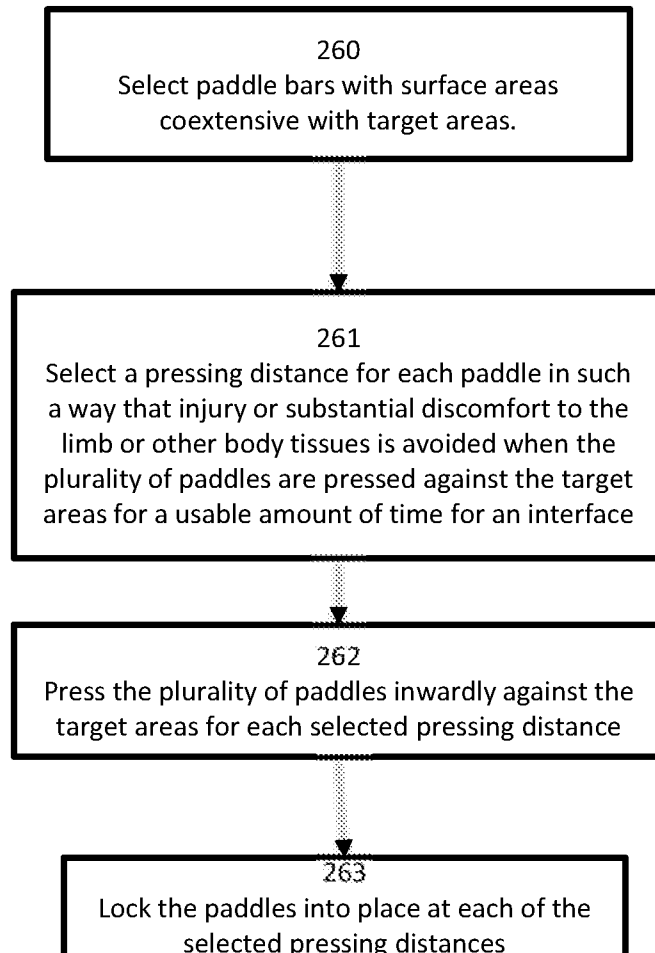 260
Select paddle bars with surface areas
coextensive with target areas.
261
Select a pressing distance for each paddle in such
a way that injury or substantial discomfort to the
limb or other body tissues is avoided when the
plurality of paddles are pressed against the target
areas for a usable amount of time for an interface
262
Press the plurality of paddles inwardly against the
target areas for each selected pressing distance
263
Lock the paddles into place at each of the
selected pressing distances